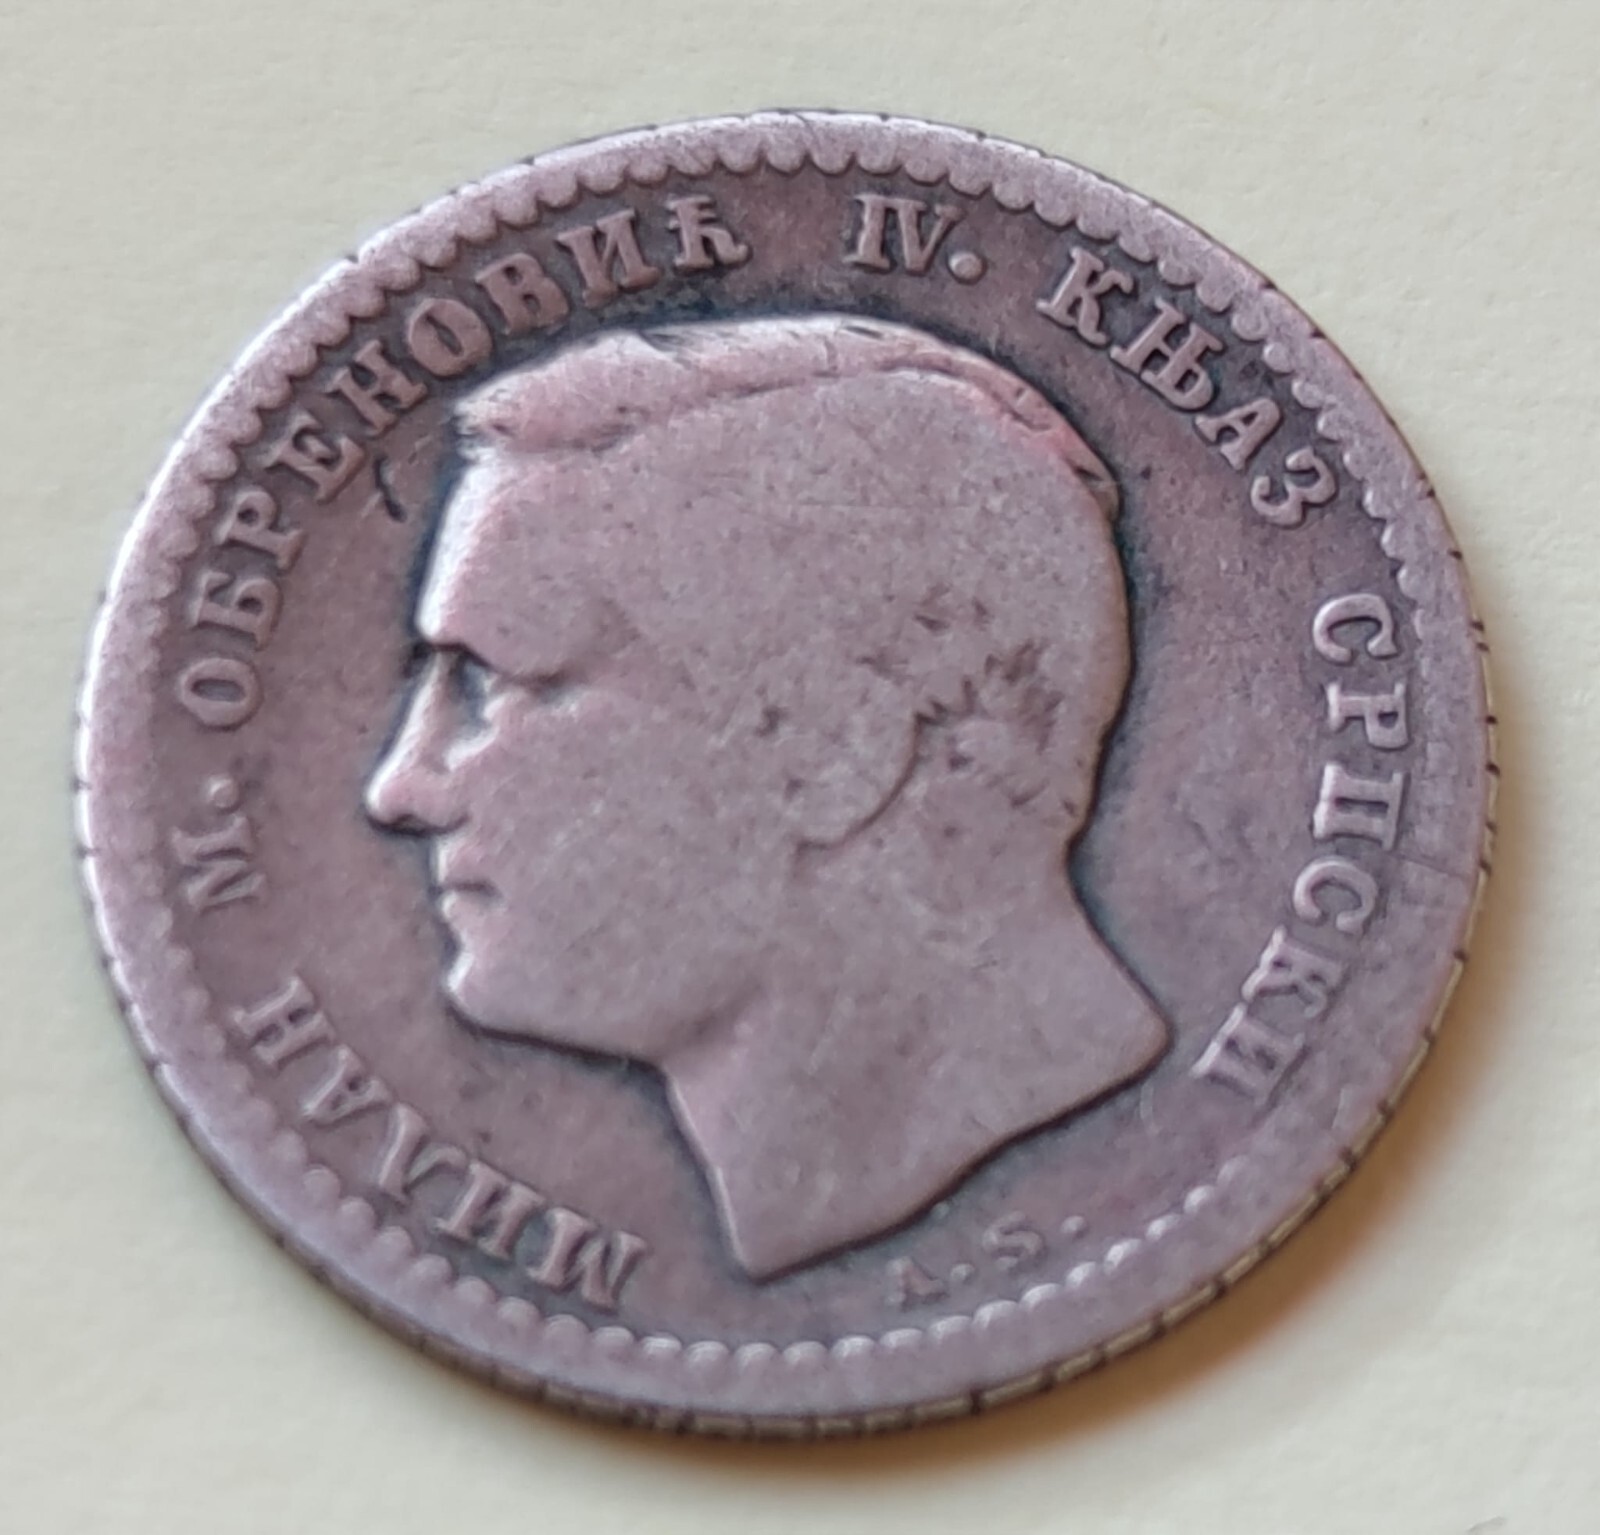 МИЛАН М. ОБРЕНОВИЋ IV. КЊАЗ СРПСКИ
A.S.